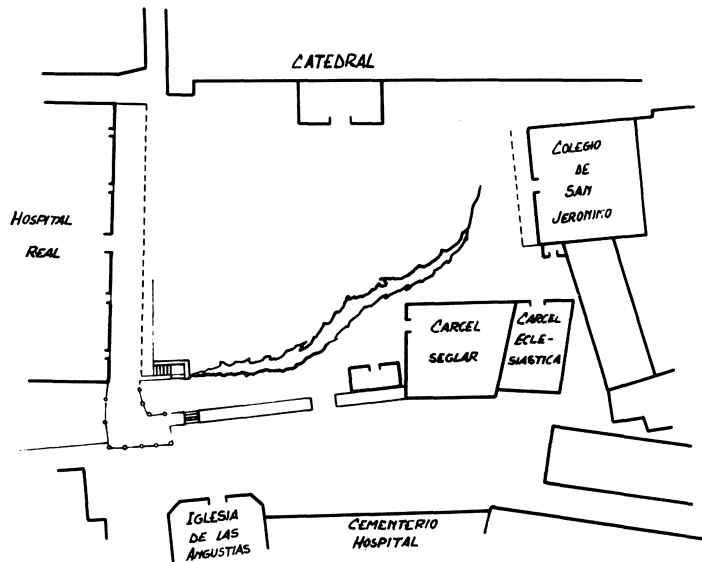 CATEDRAL
COLEGIO
DE
SAN
JERONIMO
HOSPITAL
REAL
CARCEL
SEGLAR
CARCEL
ECLE-
SIASTICA
IGLESIA
DE LAS
ANGUSTIAS
CEMENTERIO
HOSPITAL